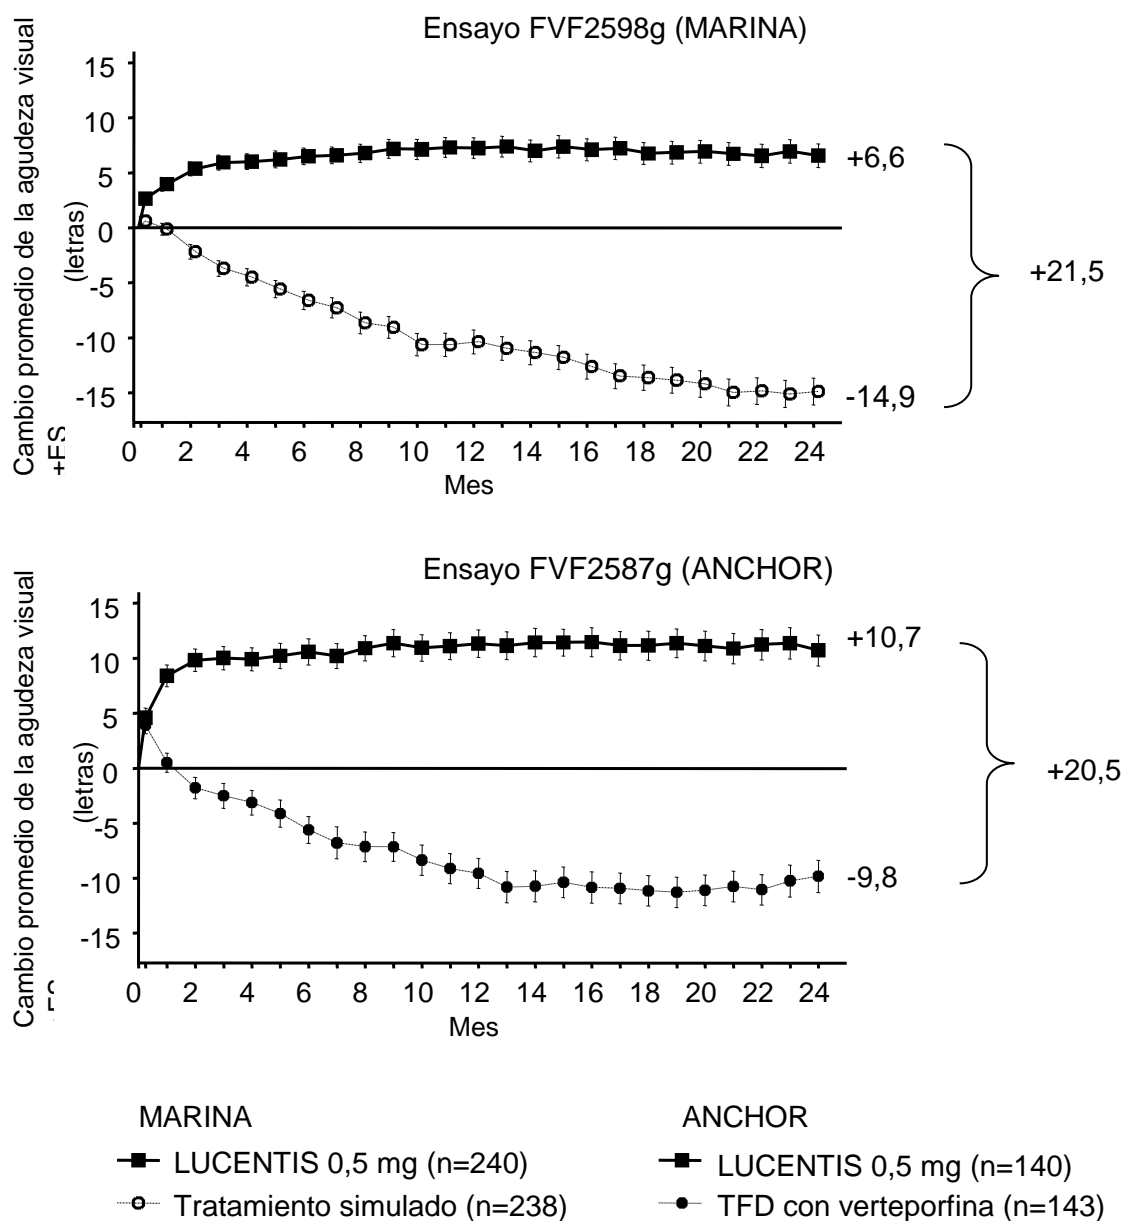 Ensayo FVF2598g (MARINA)
Cambio promedio de la agudeza visual
+ES
(letras)
15
10
5
0
-5
-10
-15
+6,6
-14,9
+21,5
0 2 4 6 8 10 12 14 16 18 20 22 24
Mes
Ensayo FVF2587g (ANCHOR)
Cambio promedio de la agudeza visual
(letras)
15
10
5
0
-5
-10
-15
+10,7
-9,8
+20,5
0 2 4 6 8 10 12 14 16 18 20 22 24
Mes
MARINA
LUCENTIS 0,5 mg (n=240)
Tratamiento simulado (n=238)
ANCHOR
LUCENTIS 0,5 mg (n=140)
TFD con verteporfina (n=143)